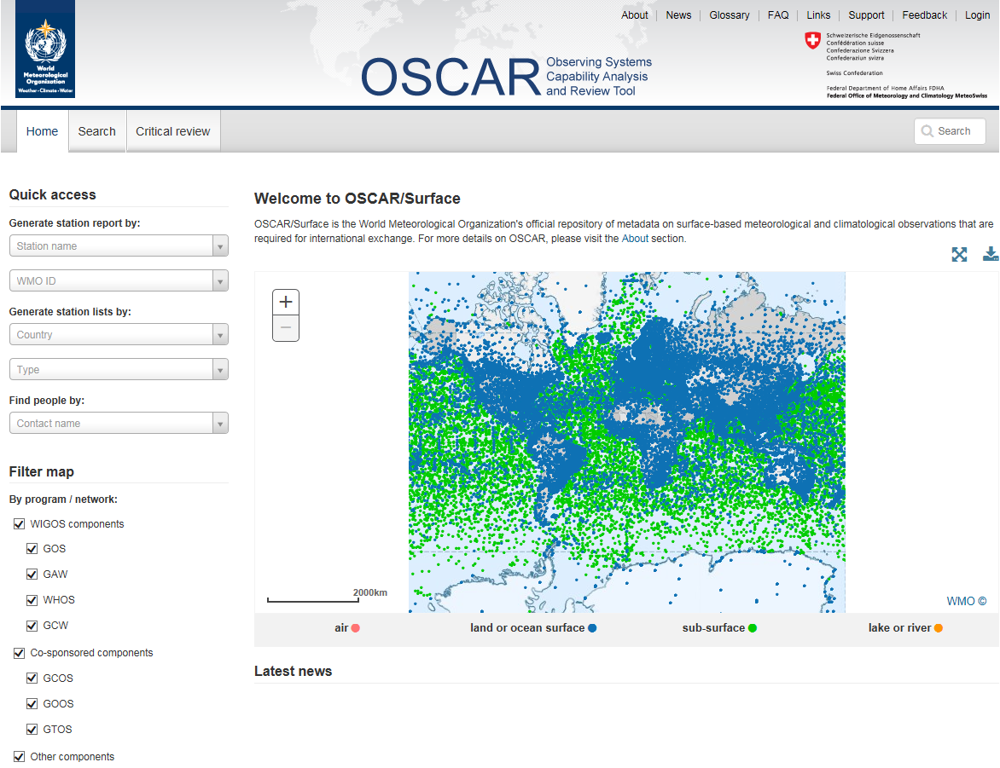 World
Meteorological
Organization
Weather • Climate • Water
About
News
Glossary
FAQ
Links
Support
Feedback
Login
OSCAR
Observing Systems
Capability Analysis
and Review Tool
Schweizerische Eidgenossenschaft
Confédération suisse
Confederazione Svizzera
Confederaziun svizra
Swiss Confederation
Federal Department of Home Affairs FDHA
Federal Office of Meteorology and Climatology MeteoSwiss
Home
Search
Critical review
Search
Quick access
Generate station report by:
Station name
WMO ID
Generate station lists by:
Country
Type
Find people by:
Contact name
Filter map
By program / network:
WIGOS components
GOS
GAW
WHOS
GCW
Co-sponsored components
GCOS
GOOS
GTOS
Other components
Welcome to OSCAR/Surface
OSCAR/Surface is the World Meteorological Organization's official repository of metadata on surface-based meteorological and climatological observations that are
required for international exchange. For more details on OSCAR, please visit the About section.
+
−
2000km
WMO ©
air
land or ocean surface
sub-surface
lake or river
Latest news